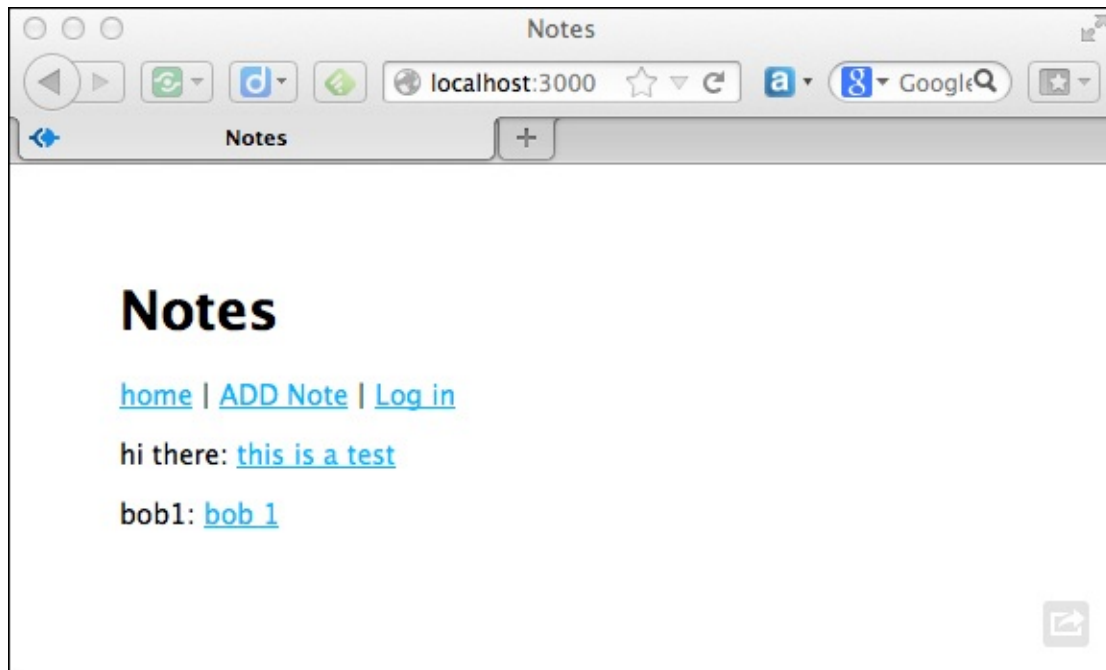 Notes
localhost:3000
Google
Notes
Notes
home | ADD Note | Log in
hi there: this is a test
bob1: bob 1